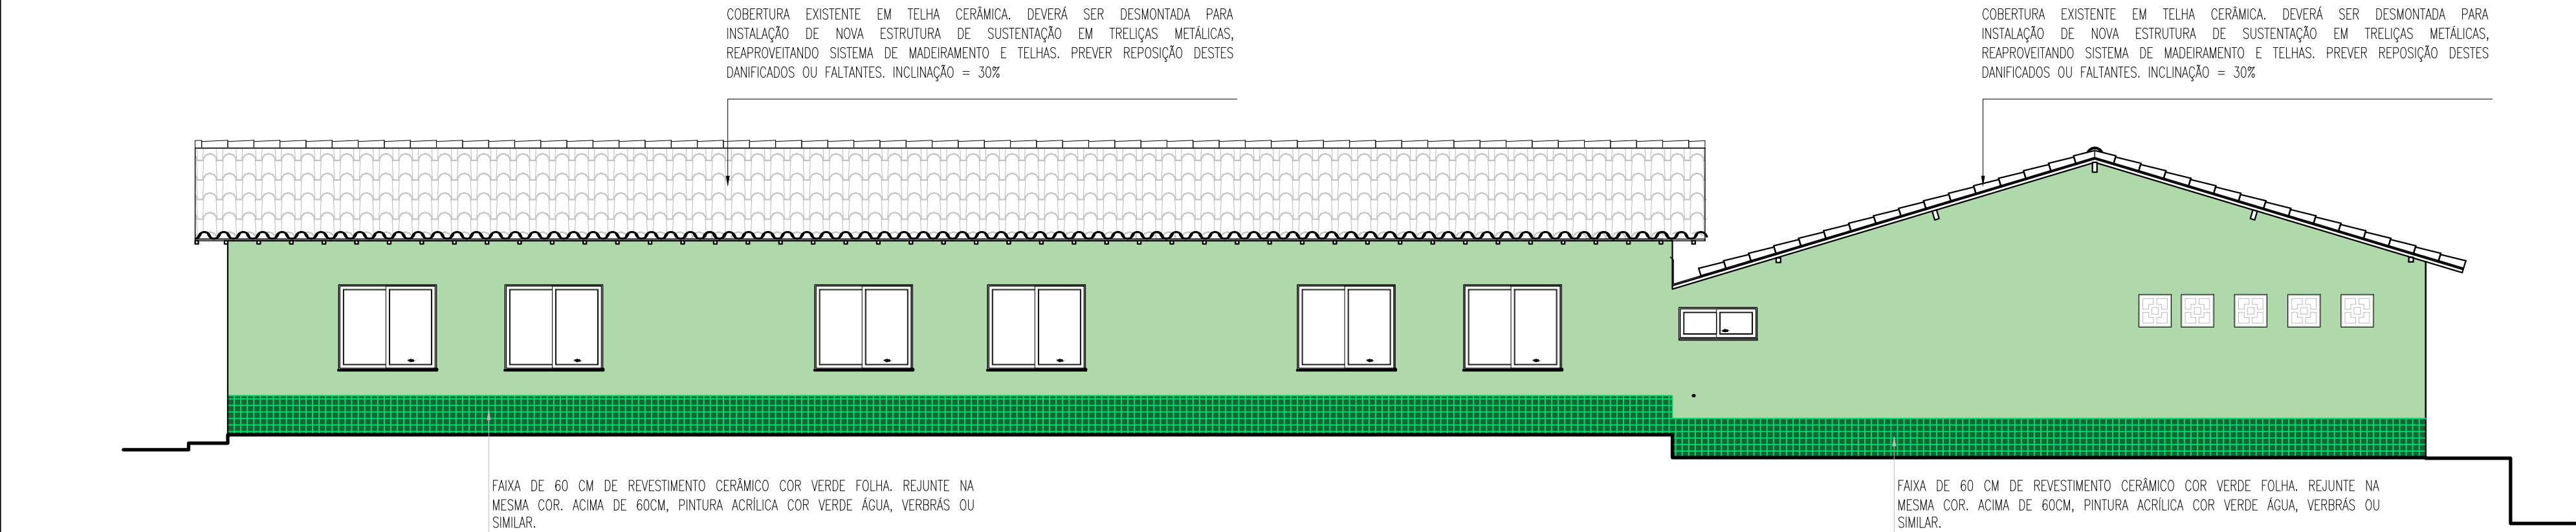 COBERTURA EXISTENTE EM TELHA CERÂMICA. DEVERÁ SER DESMONTADA PARA
INSTALAÇÃO DE NOVA ESTRUTURA DE SUSTENTAÇÃO EM TRELIÇAS METÁLICAS,
REAPROVEITANDO SISTEMA DE MADEIRAMENTO E TELHAS. PREVER REPOSIÇÃO DESTES
DANIFICADOS OU FALTANTES. INCLINAÇÃO = 30%
COBERTURA EXISTENTE EM TELHA CERÂMICA. DEVERÁ SER DESMONTADA PARA
INSTALAÇÃO DE NOVA ESTRUTURA DE SUSTENTAÇÃO EM TRELIÇAS METÁLICAS,
REAPROVEITANDO SISTEMA DE MADEIRAMENTO E TELHAS. PREVER REPOSIÇÃO DESTES
DANIFICADOS OU FALTANTES. INCLINAÇÃO = 30%
FAIXA DE 60 CM DE REVESTIMENTO CERÂMICO COR VERDE FOLHA. REJUNTE NA
MESMA COR. ACIMA DE 60CM, PINTURA ACRÍLICA COR VERDE ÁGUA, VERBRÁS OU
SIMILAR.
FAIXA DE 60 CM DE REVESTIMENTO CERÂMICO COR VERDE FOLHA. REJUNTE NA
MESMA COR. ACIMA DE 60CM, PINTURA ACRÍLICA COR VERDE ÁGUA, VERBRÁS OU
SIMILAR.